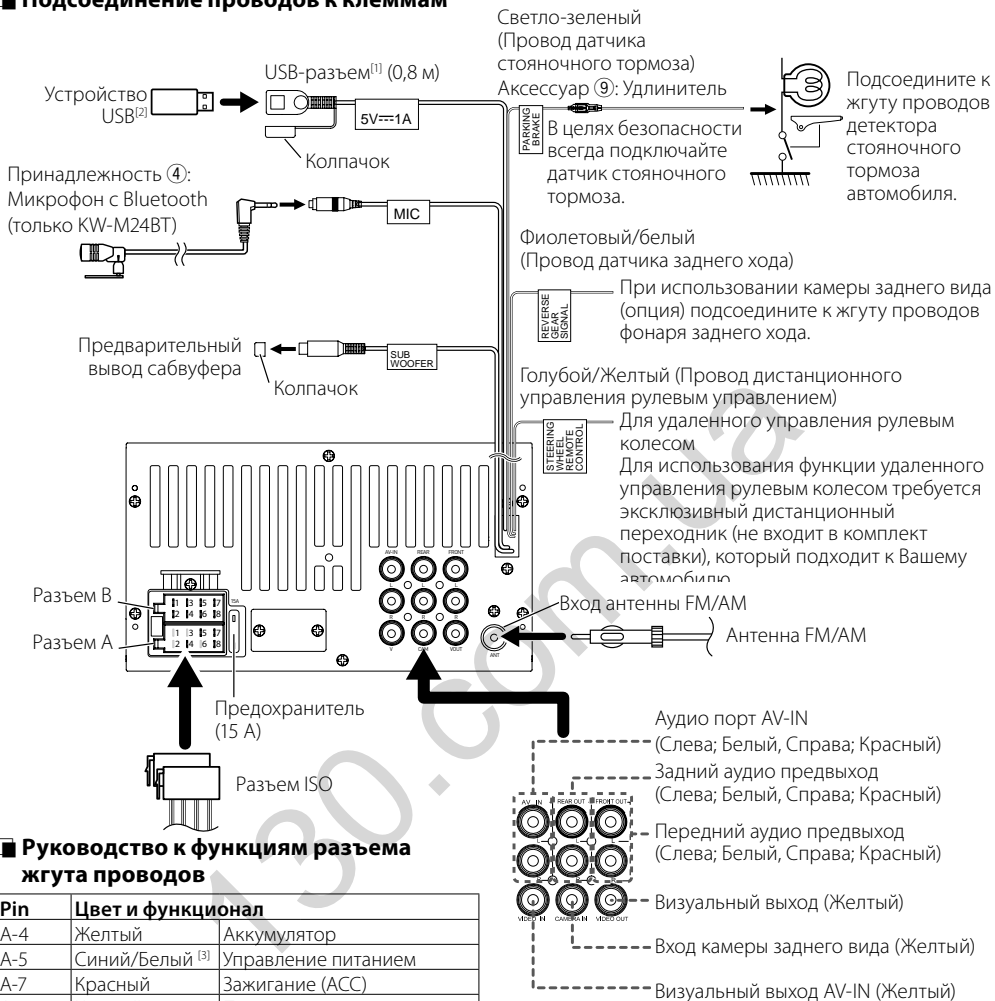 Подсоединение проводов к клеммам
Светло-зеленый
(Провод датчика
стояночного тормоза)
Аксессуар ⑨: Удлинитель
USB-разъем[1] (0,8 м)
Устройство
USB[2]
5V⎓1A
Колпачок
PARKING
BRAKE
В целях безопасности
всегда подключайте
датчик стояночного
тормоза.
Подсоедините к
жгуту проводов
детектора
стояночного
тормоза
автомобиля.
Принадлежность ④:
Микрофон с Bluetooth
(только KW-M24BT)
MIC
Фиолетовый/белый
(Провод датчика заднего хода)
REVERSE
GEAR
SIGNAL
При использовании камеры заднего вида
(опция) подсоедините к жгуту проводов
фонаря заднего хода.
Предварительный
вывод сабвуфера
SUB
WOOFER
Колпачок
Голубой/Желтый (Провод дистанционного
управления рулевым управлением)
STEERING
WHEEL
REMOTE
CONTROL
Для удаленного управления рулевым
колесом
Для использования функции удаленного
управления рулевым колесом требуется
эксклюзивный дистанционный
переходник (не входит в комплект
поставки), который подходит к Вашему
автомобилю
AV-IN REAR FRONT
L L L
R R R
V CAM VOUT
ANT
Разъем B
Разъем A
1 3 5 7
2 4 6 8
1 3 5 7
2 4 6 8
15A
Вход антенны FM/AM
Антенна FM/AM
Предохранитель
(15 А)
Разъем ISO
Аудио порт AV-IN
(Слева; Белый, Справа; Красный)
Задний аудио предвыход
(Слева; Белый, Справа; Красный)
Передний аудио предвыход
(Слева; Белый, Справа; Красный)
Визуальный выход (Желтый)
Вход камеры заднего вида (Желтый)
Визуальный выход AV-IN (Желтый)
AV IN REAR OUT FRONT OUT
L L L
R R
VIDEO IN CAMERA IN VIDEO OUT
Руководство к функциям разъема
жгута проводов
Pin Цвет и функционал
A-4 Желтый Аккумулятор
A-5 Синий/Белый [3] Управление питанием
A-7 Красный Зажигание (ACC)
130.com.ua